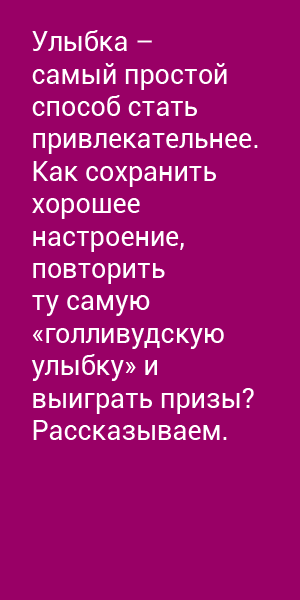 Улыбка –
самый простой
способ стать
привлекательнее.
Как сохранить
хорошее
настроение,
повторить
ту самую
«голливудскую
улыбку» и
выиграть призы?
Рассказываем.